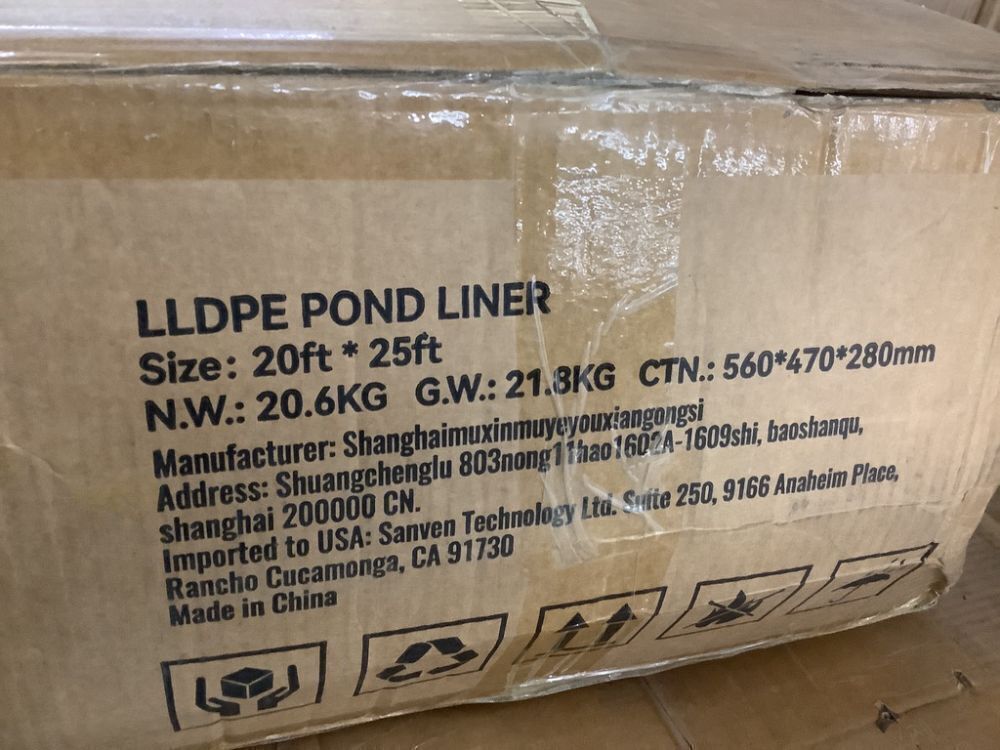 LLDPE POND LINER
Size: 20ft * 25ft
N.W.: 20.6KG G.W.: 21.8KG CTN.: 560*470*280mm
Manufacturer: Shanghaimuxinmuyeyouxiangongsi
Address: Shuangchenglu 803nong11hao1602A-1609shi, baoshanqu,
shanghai 200000 CN.
Imported to USA: Sanven Technology Ltd. Suite 250, 9166 Anaheim Place,
Rancho Cucamonga, CA 91730
Made in China